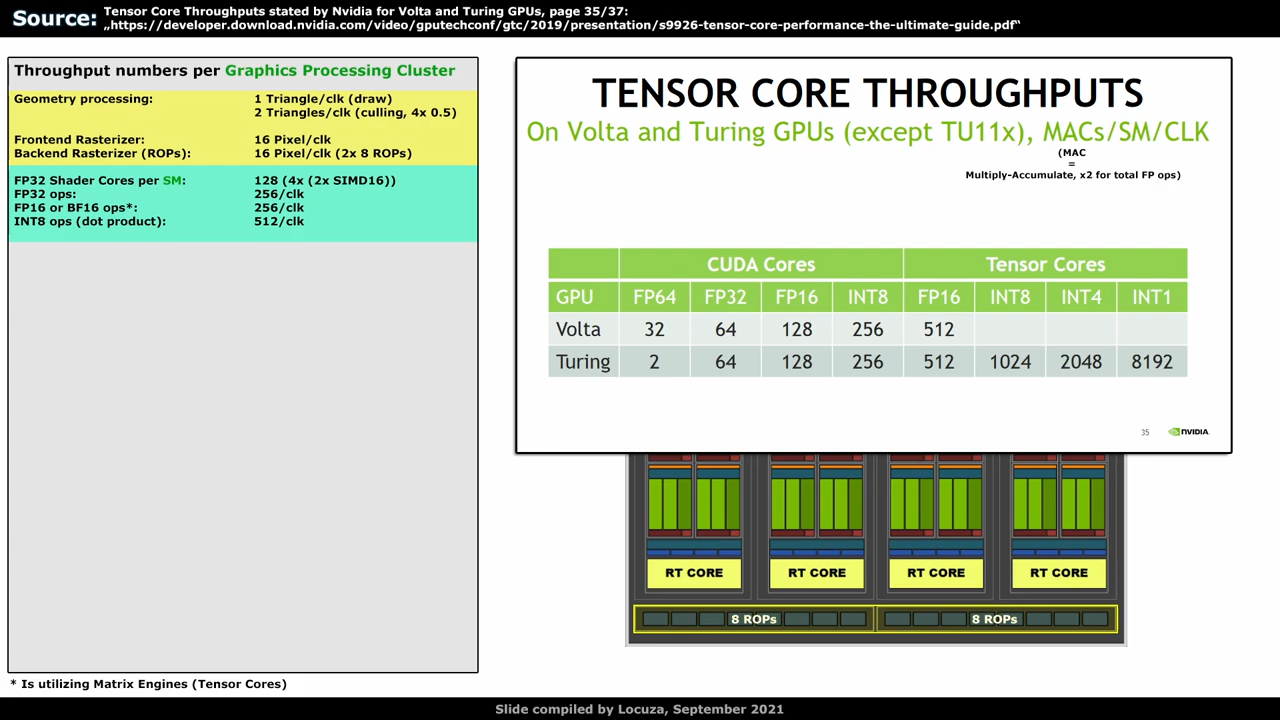 Source:
Tensor Core Throughputs stated by Nvidia for Volta and Turing GPUs, page 35/37:
„https://developer.download.nvidia.com/video/gputechconf/gtc/2019/presentation/s9926-tensor-core-performance-the-ultimate-guide.pdf“
Throughput numbers per Graphics Processing Cluster
Geometry processing: 1 Triangle/clk (draw)
2 Triangles/clk (culling, 4x 0.5)
Frontend Rasterizer: 16 Pixel/clk
Backend Rasterizer (ROPs): 16 Pixel/clk (2x 8 ROPs)
FP32 Shader Cores per SM: 128 (4x (2x SIMD16))
FP32 ops: 256/clk
FP16 or BF16 ops*: 256/clk
INT8 ops (dot product): 512/clk
* Is utilizing Matrix Engines (Tensor Cores)
TENSOR CORE THROUGHPUTS
On Volta and Turing GPUs (except TU11x), MACs/SM/CLK
(MAC
=
Multiply-Accumulate, x2 for total FP ops)
CUDA Cores Tensor Cores
GPU FP64 FP32 FP16 INT8 FP16 INT8 INT4 INT1
Volta 32 64 128 256 512
Turing 2 64 128 256 512 1024 2048 8192
35 NVIDIA.
RT CORE RT CORE RT CORE RT CORE
8 ROPs 8 ROPs
Slide compiled by Locuza, September 2021